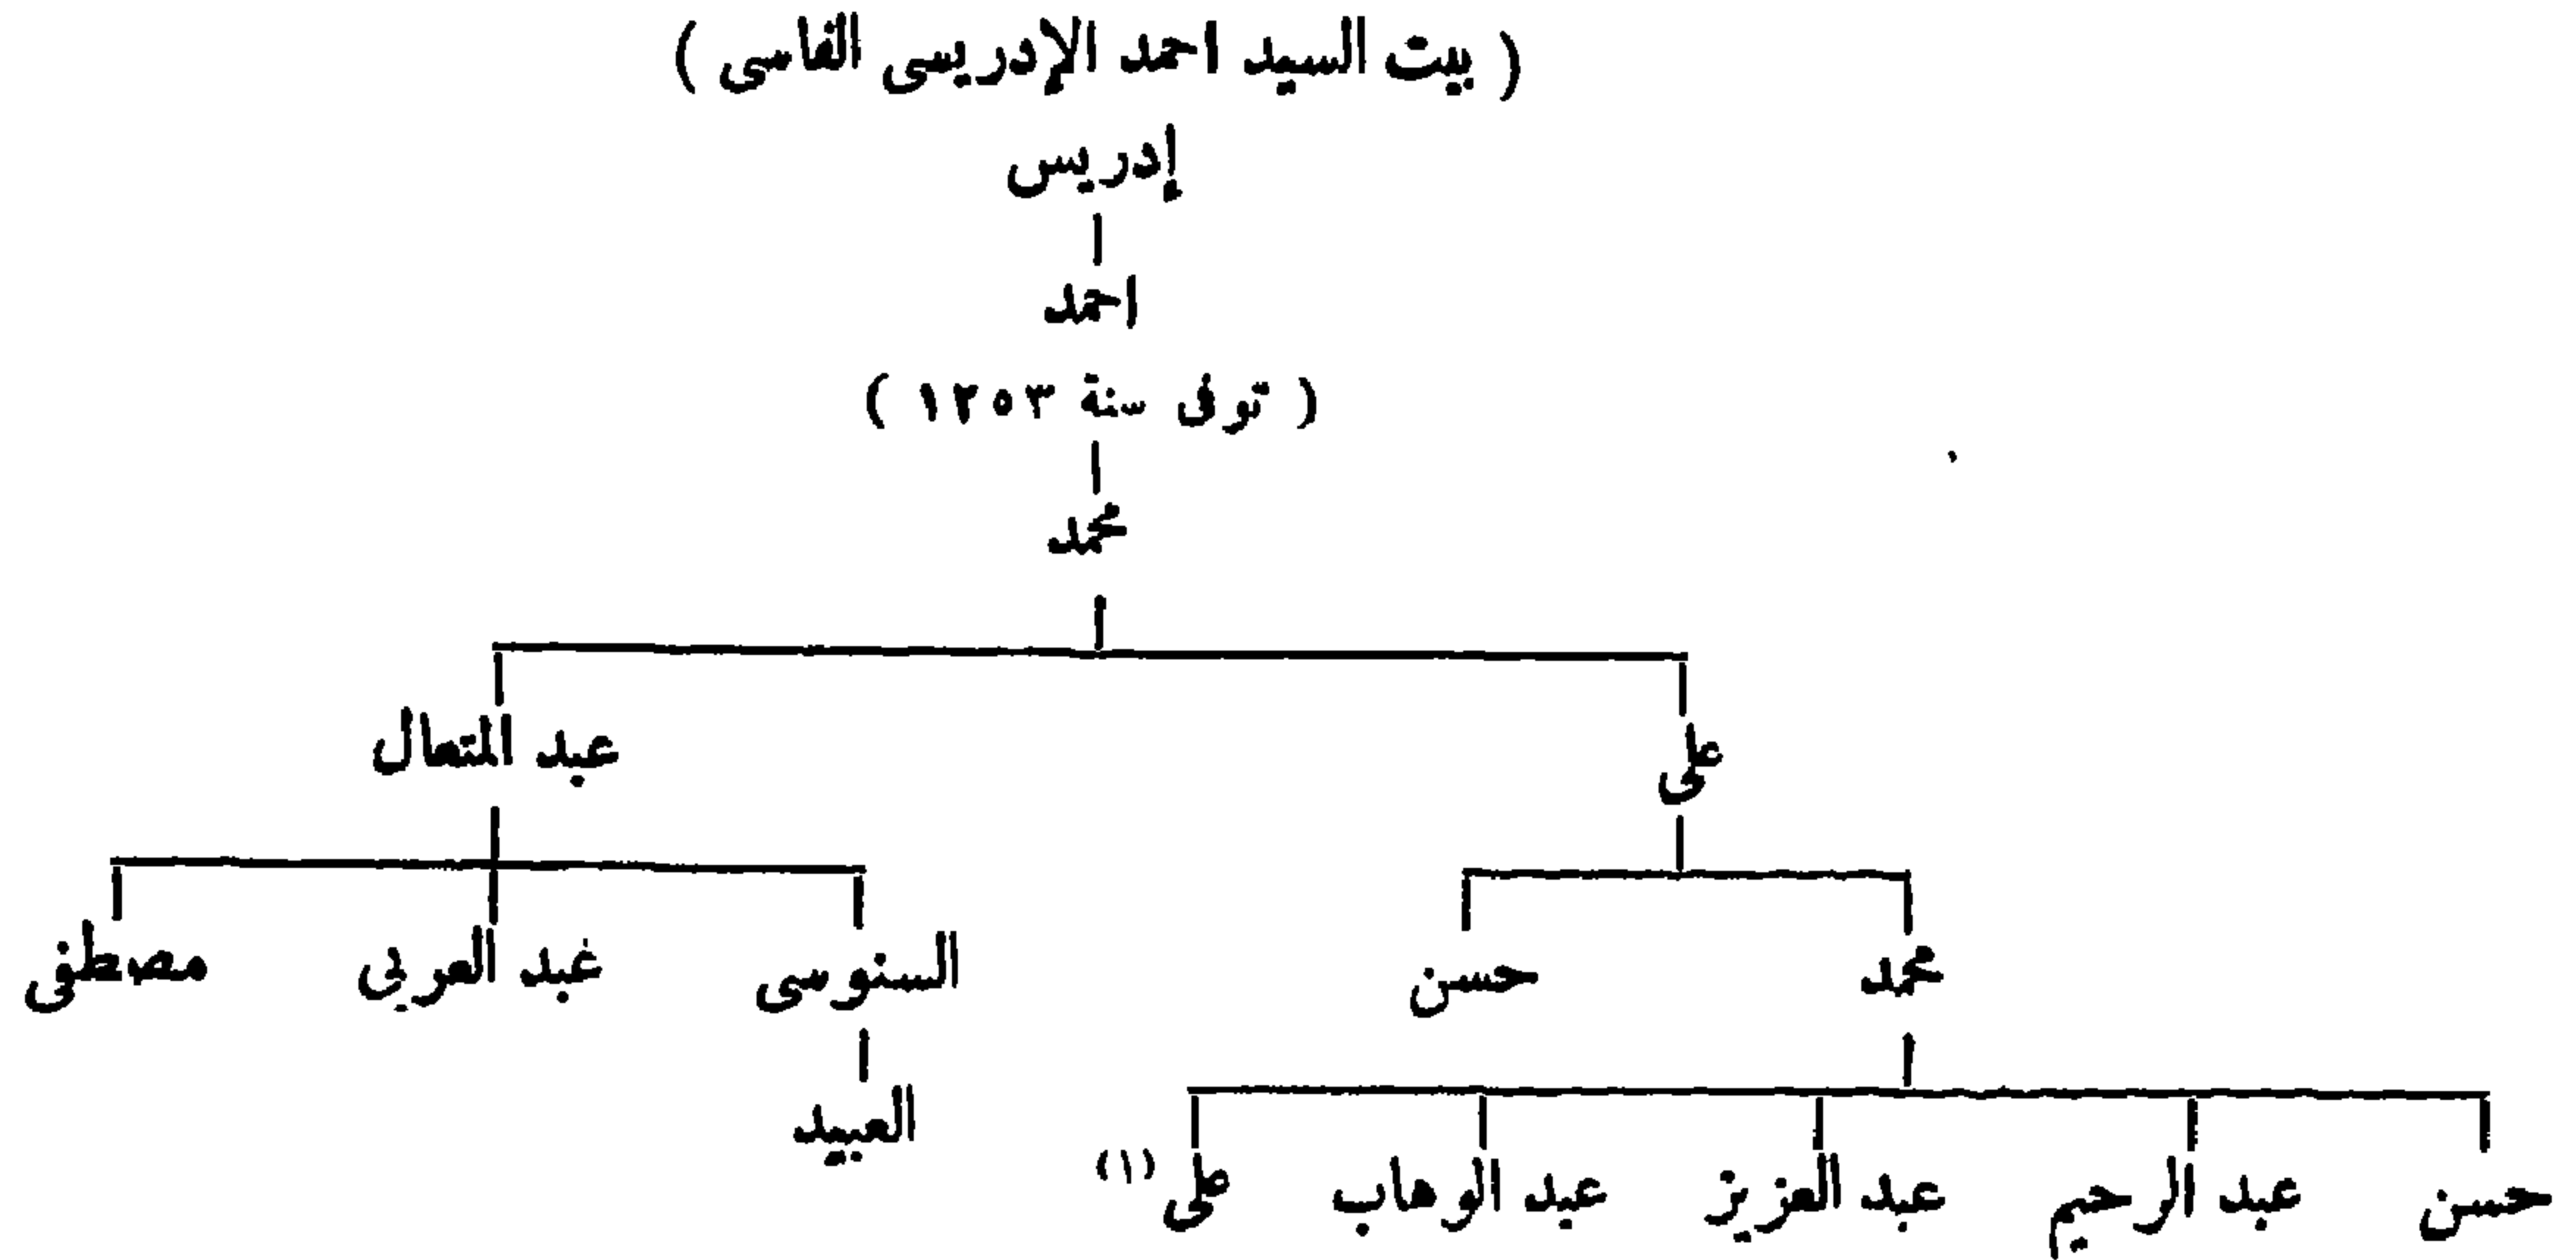 ( بيت السيد احمد الإدريسى الفاسى )
إدريس
احمد
( توفى سنة ١٢٥٣ )
محمد
على
عبد المتعال
محمد
حسن
السنوسى
غبد العربى
مصطفى
العبيد
حسن
عبد الرحيم
عبد العزيز
عبد الوهاب
على (١)